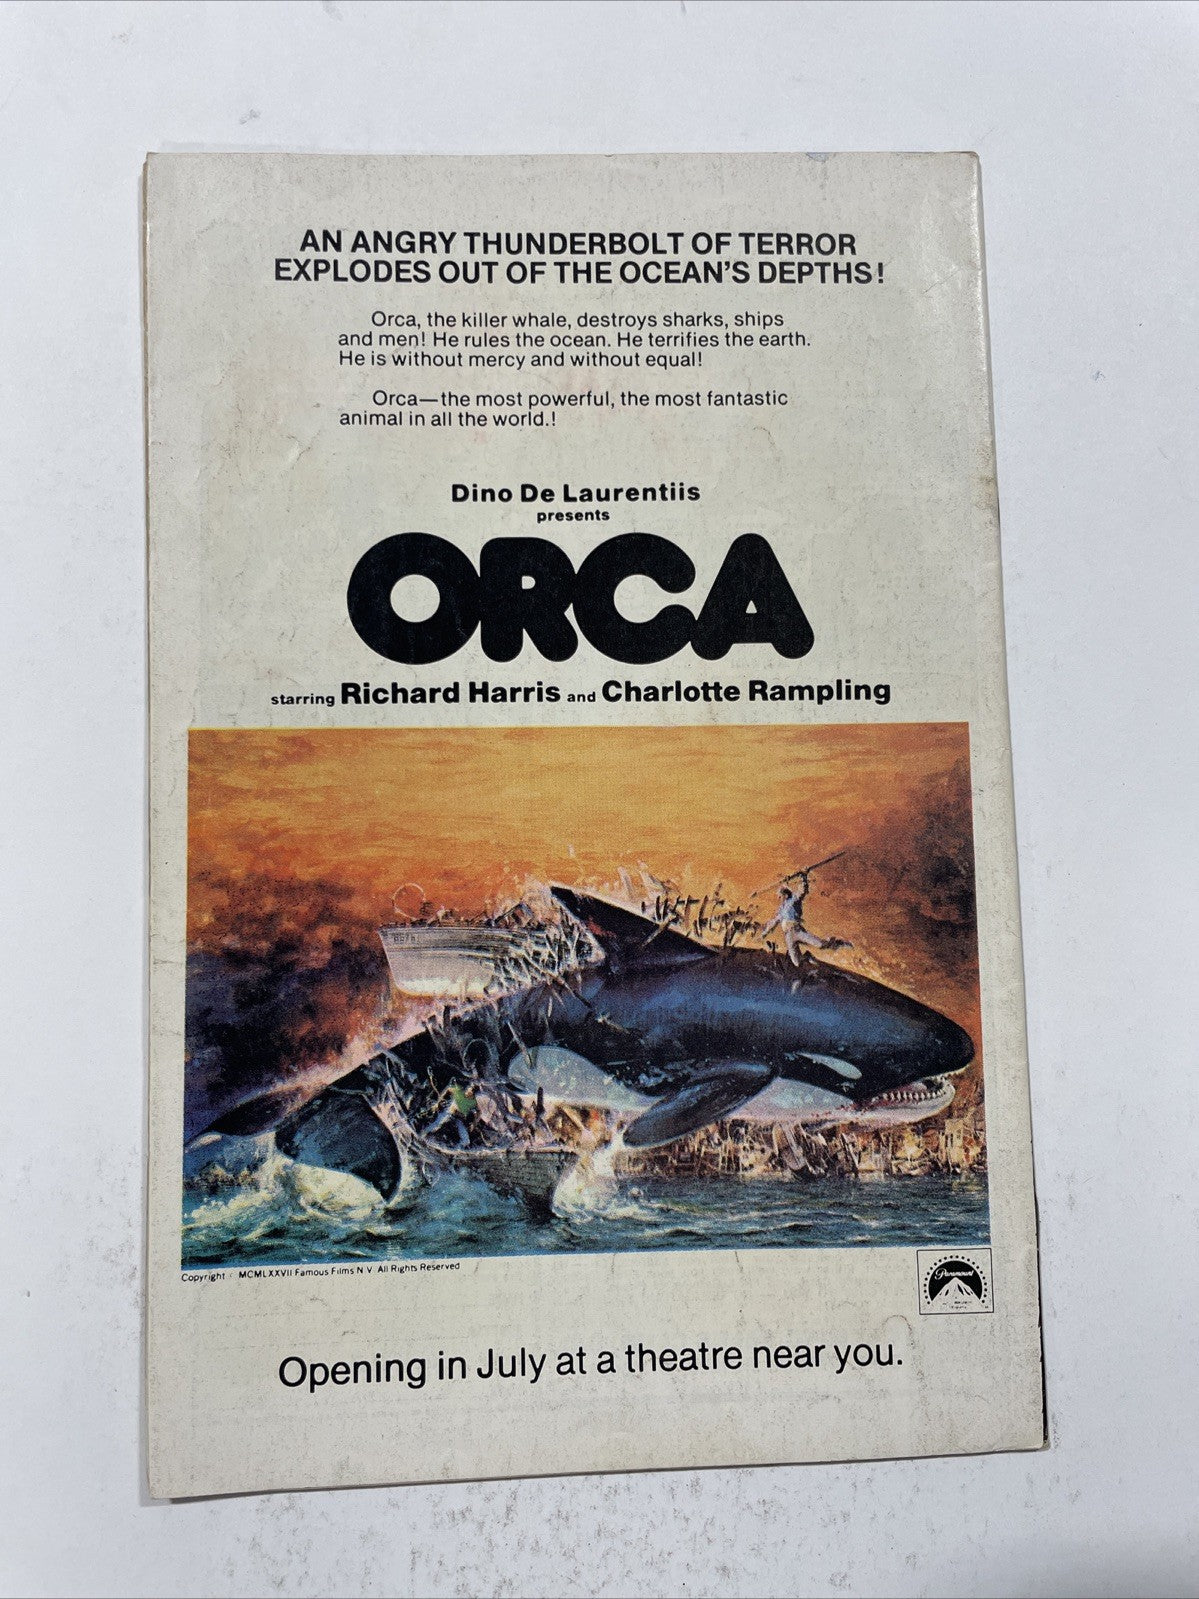 AN ANGRY THUNDERBOLT OF TERROR
EXPLODES OUT OF THE OCEAN'S DEPTHS!
Orca, the killer whale, destroys sharks, ships
and men! He rules the ocean. He terrifies the earth.
He is without mercy and without equal!
Orca—the most powerful, the most fantastic
animal in all the world.!
Dino De Laurentiis
presents
ORCA
starring Richard Harris and Charlotte Rampling
Copyright © MCMLXXVII Famous Films N.V. All Rights Reserved
Paramount
Opening in July at a theatre near you.